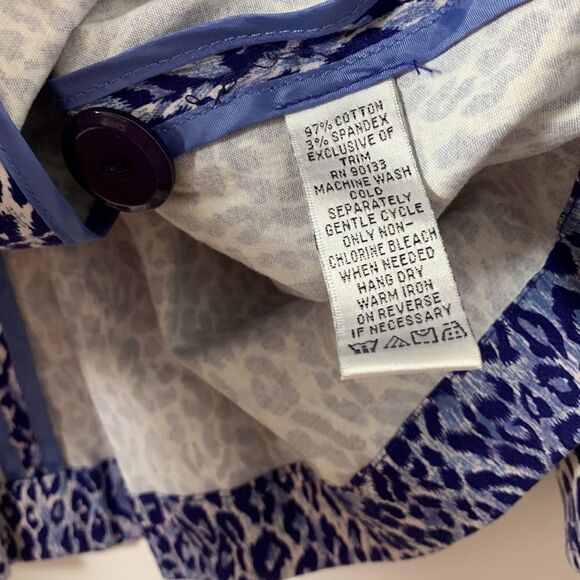 97% COTTON
3% SPANDEX
EXCLUSIVE OF
TRIM
RN 90133
MACHINE WASH
COLD
SEPARATELY
GENTLE CYCLE
ONLY NON-
CHLORINE BLEACH
WHEN NEEDED
HANG DRY
WARM IRON
ON REVERSE
IF NECESSARY